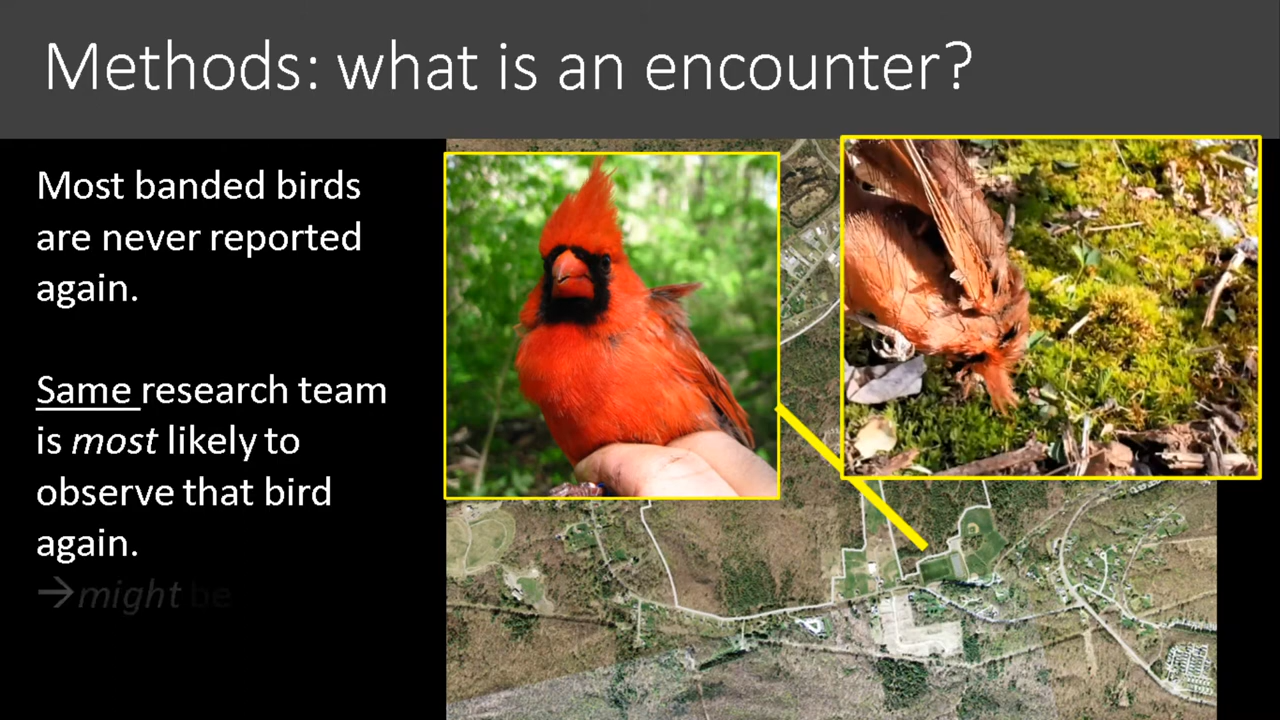 Methods: what is an encounter?
Most banded birds
are never reported
again.
Same research team
is most likely to
observe that bird
again.
→might be